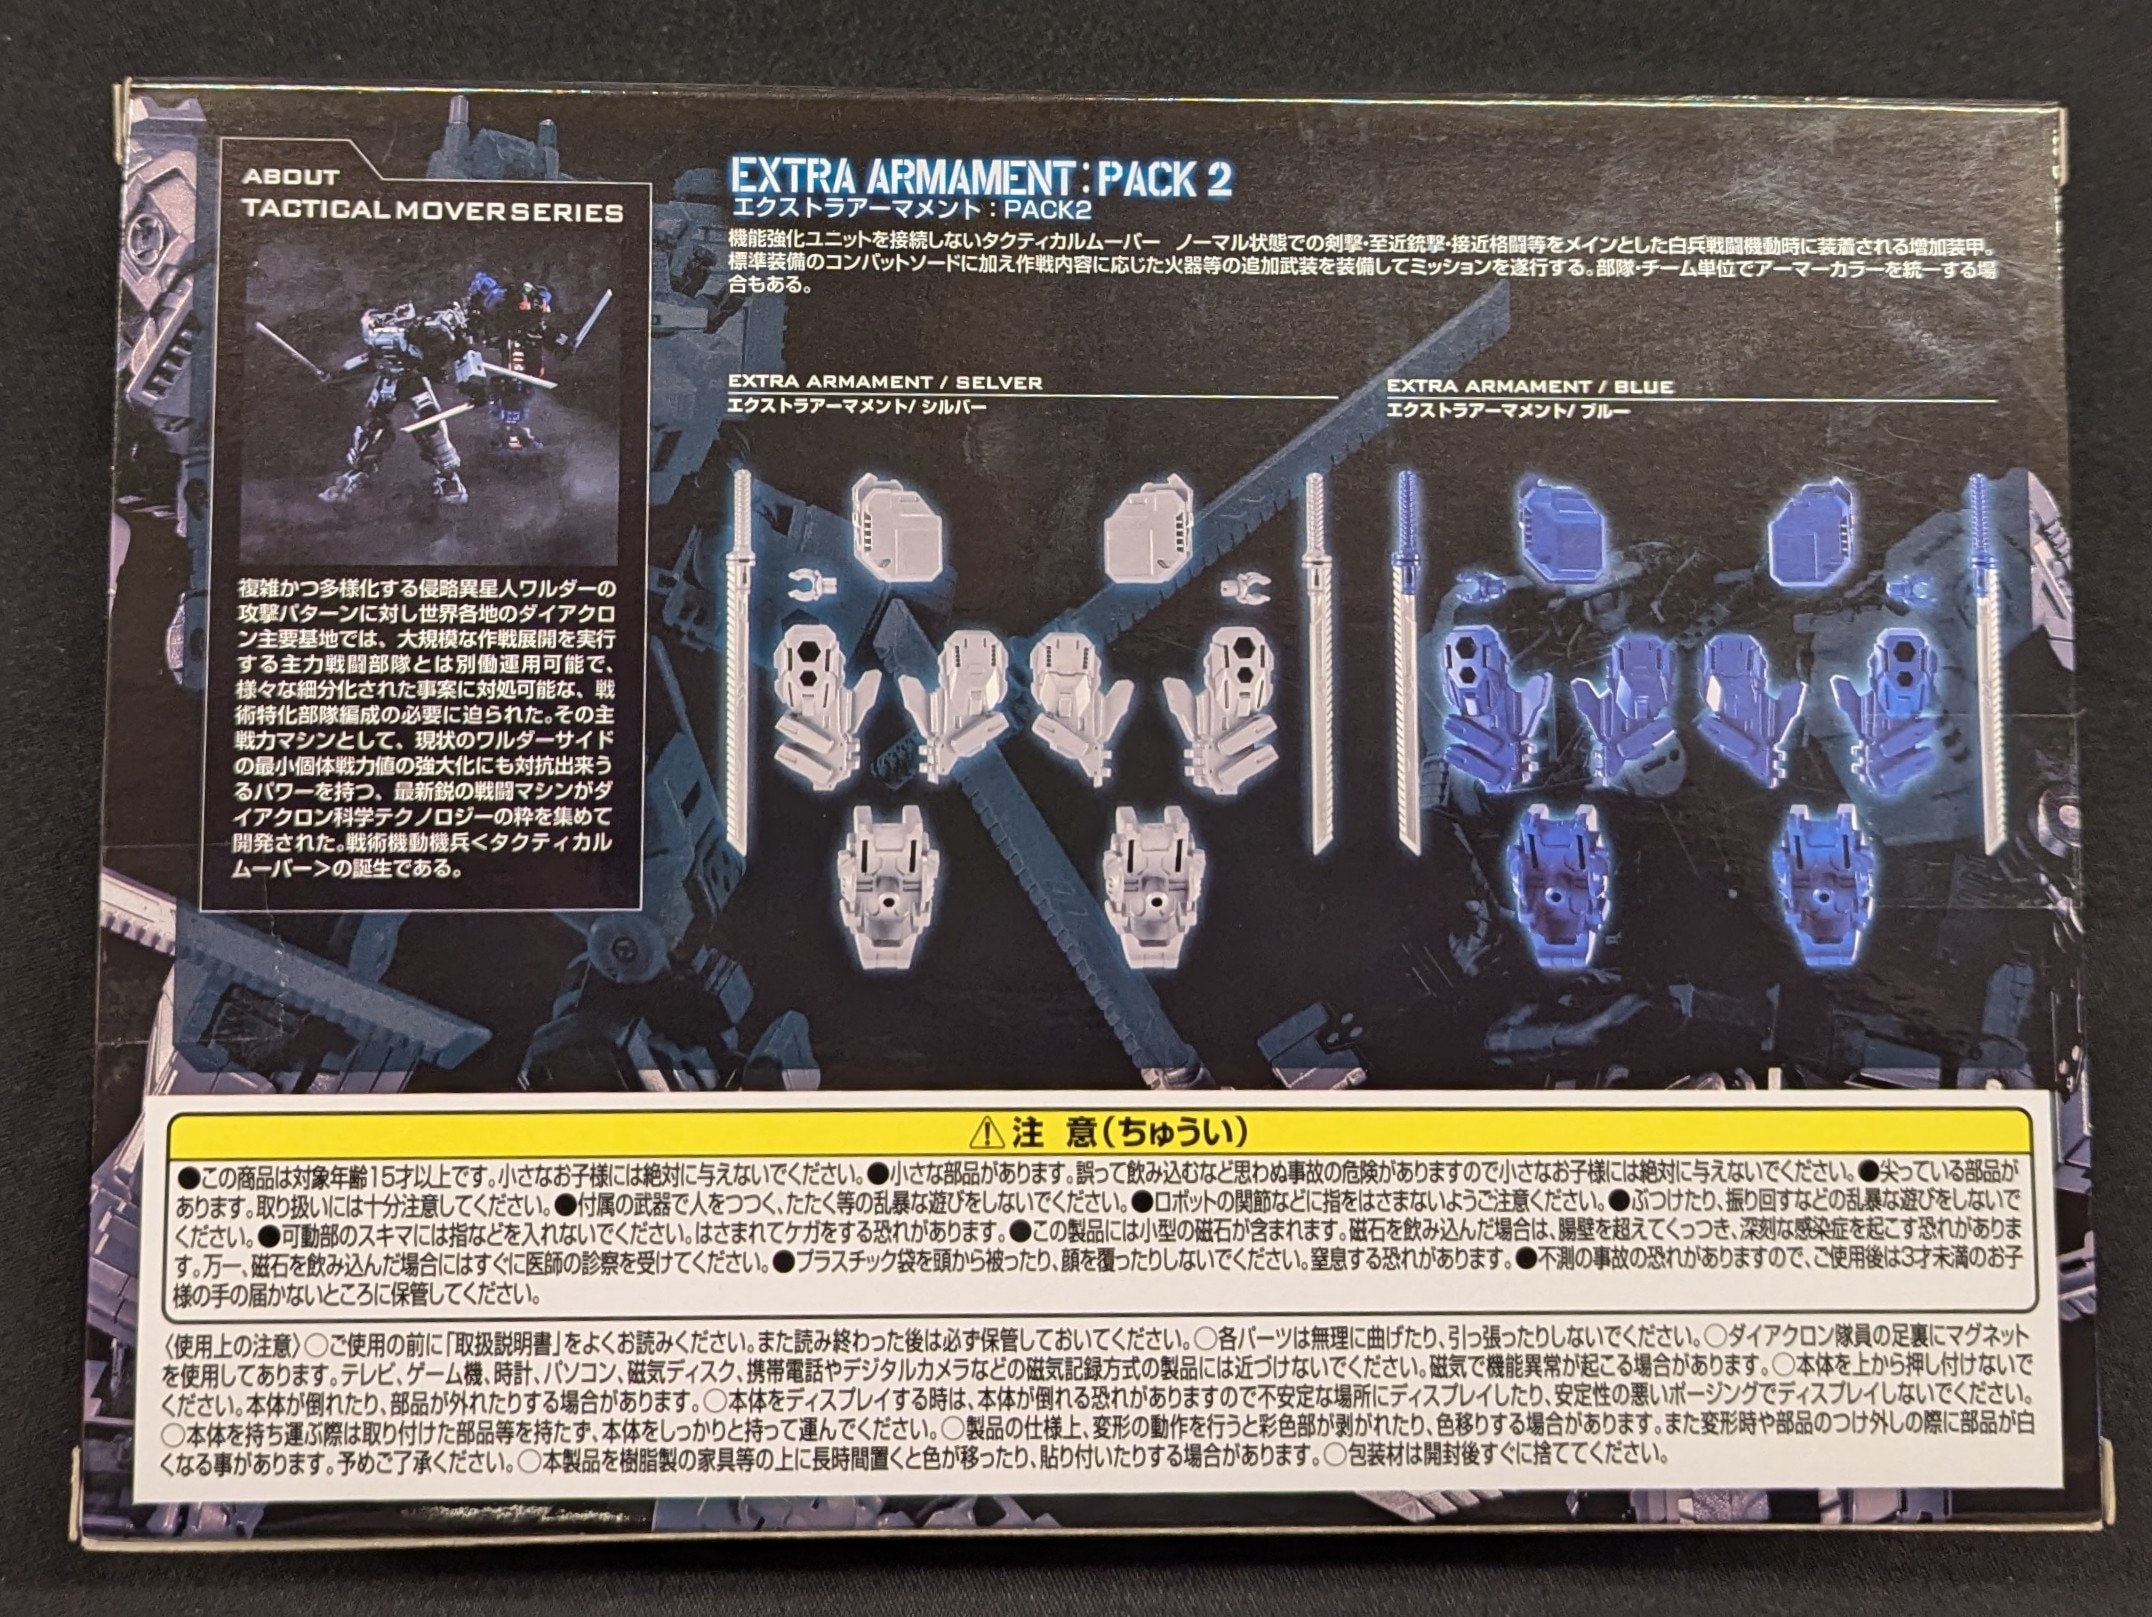 ABOUT
TACTICAL MOVER SERIES
複雑かつ多様化する侵略異星人ワルダーの
攻撃パターンに対し世界各地のダイアクロ
ン主要基地では、大規模な作戦展開を実行
する主力戦闘部隊とは別働運用可能で、
様々な細分化された事案に対処可能な、戦
術特化部隊編成の必要に迫られた。その主
戦力マシンとして、現状のワルダーサイド
の最小個体戦力値の強大化にも対抗出来う
るパワーを持つ、最新鋭の戦闘マシンがダ
イアクロン科学テクノロジーの粋を集めて
開発された。戦術機動機兵<タクティカル
ムーバー>の誕生である。
EXTRA ARMAMENT:PACK 2
エクストラアーマメント:PACK2
機能強化ユニットを接続しないタクティカルムーバー ノーマル状態での剣撃・至近銃撃・接近格闘等をメインとした白兵戦闘機動時に装着される増加装甲。
標準装備のコンバットソードに加え作戦内容に応じた火器等の追加武装を装備してミッションを遂行する。部隊・チーム単位でアーマーカラーを統一する場
合もある。
EXTRA ARMAMENT / SELVER
エクストラアーマメント/ シルバー
EXTRA ARMAMENT / BLUE
エクストラアーマメント/ ブルー
⚠注 意(ちゅうい)
●この商品は対象年齢15才以上です。小さなお子様には絶対に与えないでください。●小さな部品があります。誤って飲み込むなど思わぬ事故の危険がありますので小さなお子様には絶対に与えないでください。●尖っている部品が
あります。取り扱いには十分注意してください。●付属の武器で人をつつく、たたく等の乱暴な遊びをしないでください。●ロボットの関節などに指をはさまないようご注意ください。●ぶつけたり、振り回すなどの乱暴な遊びをしないで
ください。●可動部のスキマには指などを入れないでください。はさまれてケガをする恐れがあります。●この製品には小型の磁石が含まれます。磁石を飲み込んだ場合は、腸壁を超えてくっつき、深刻な感染症を起こす恐れがありま
す。万一、磁石を飲み込んだ場合にはすぐに医師の診察を受けてください。●プラスチック袋を頭から被ったり、顔を覆ったりしないでください。窒息する恐れがあります。●不測の事故の恐れがありますので、ご使用後は3才未満のお子
様の手の届かないところに保管してください。
〈使用上の注意〉○ご使用の前に「取扱説明書」をよくお読みください。また読み終わった後は必ず保管しておいてください。○各パーツは無理に曲げたり、引っ張ったりしないでください。○ダイアクロン隊員の足裏にマグネット
を使用してあります。テレビ、ゲーム機、時計、パソコン、磁気ディスク、携帯電話やデジタルカメラなどの磁気記録方式の製品には近づけないでください。磁気で機能異常が起こる場合があります。○本体を上から押し付けないで
ください。本体が倒れたり、部品が外れたりする場合があります。○本体をディスプレイする時は、本体が倒れる恐れがありますので不安定な場所にディスプレイしたり、安定性の悪いポージングでディスプレイしないでください。
○本体を持ち運ぶ際は取り付けた部品等を持たず、本体をしっかりと持って運んでください。○製品の仕様上、変形の動作を行うと彩色部が剥がれたり、色移りする場合があります。また変形時や部品のつけ外しの際に部品が白
くなる事があります。予めご了承ください。○本製品を樹脂製の家具等の上に長時間置くと色が移ったり、貼り付いたりする場合があります。○包装材は開封後すぐに捨ててください。